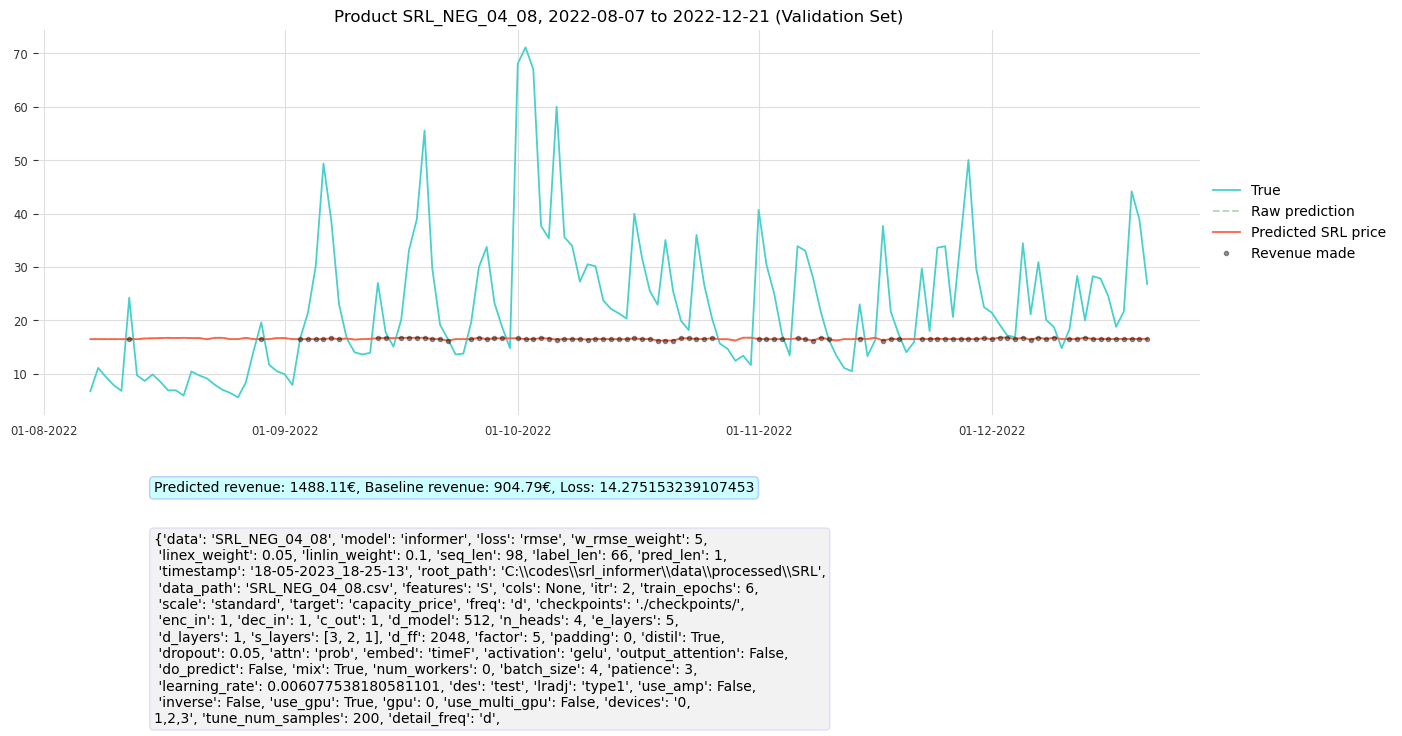 Product SRL_NEG_04_08, 2022-08-07 to 2022-12-21 (Validation Set)
70
60
50
40
30
20
10
01-08-2022
01-09-2022
01-10-2022
01-11-2022
01-12-2022
True
Raw prediction
Predicted SRL price
Revenue made
Predicted revenue: 1488.11€, Baseline revenue: 904.79€, Loss: 14.275153239107453
{'data': 'SRL_NEG_04_08', 'model': 'informer', 'loss': 'rmse', 'w_rmse_weight': 5,
'linex_weight': 0.05, 'linlin_weight': 0.1, 'seq_len': 98, 'label_len': 66, 'pred_len': 1,
'timestamp': '18-05-2023_18-25-13', 'root_path': 'C:\\codes\\srl_informer\\data\\processed\\SRL',
'data_path': 'SRL_NEG_04_08.csv', 'features': 'S', 'cols': None, 'itr': 2, 'train_epochs': 6,
'scale': 'standard', 'target': 'capacity_price', 'freq': 'd', 'checkpoints': './checkpoints/',
'enc_in': 1, 'dec_in': 1, 'c_out': 1, 'd_model': 512, 'n_heads': 4, 'e_layers': 5,
'd_layers': 1, 's_layers': [3, 2, 1], 'd_ff': 2048, 'factor': 5, 'padding': 0, 'distil': True,
'dropout': 0.05, 'attn': 'prob', 'embed': 'timeF', 'activation': 'gelu', 'output_attention': False,
'do_predict': False, 'mix': True, 'num_workers': 0, 'batch_size': 4, 'patience': 3,
'learning_rate': 0.006077538180581101, 'des': 'test', 'lradj': 'type1', 'use_amp': False,
'inverse': False, 'use_gpu': True, 'gpu': 0, 'use_multi_gpu': False, 'devices': '0,
1,2,3', 'tune_num_samples': 200, 'detail_freq': 'd',